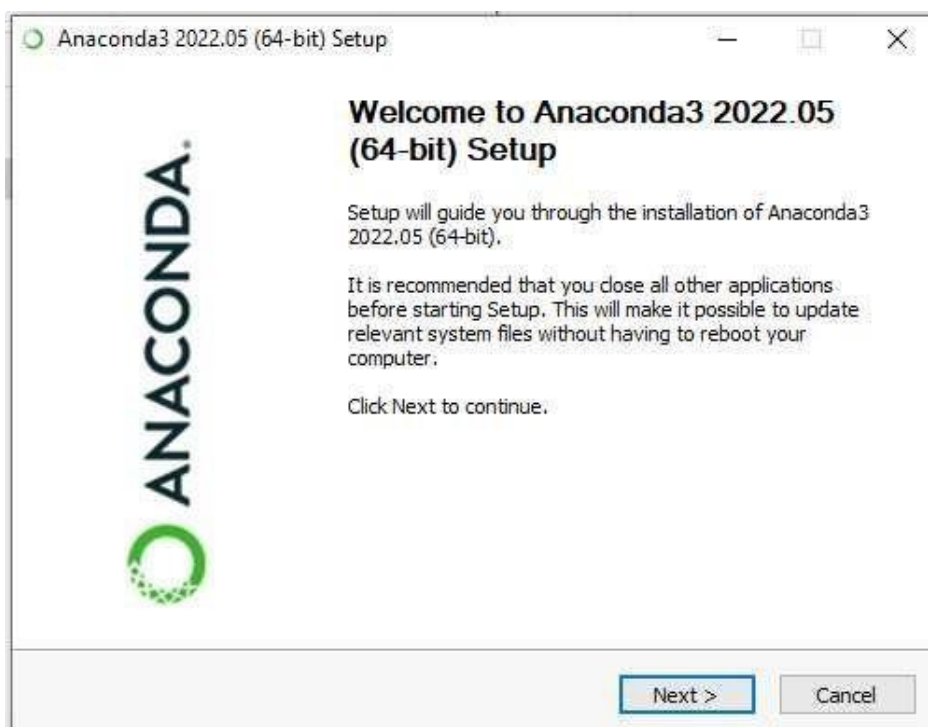 Anaconda3 2022.05 (64-bit) Setup
Welcome to Anaconda3 2022.05
(64-bit) Setup
ANACONDA.
Setup will guide you through the installation of Anaconda3
2022.05 (64-bit).
It is recommended that you close all other applications
before starting Setup. This will make it possible to update
relevant system files without having to reboot your
computer.
Click Next to continue.
Next >
Cancel